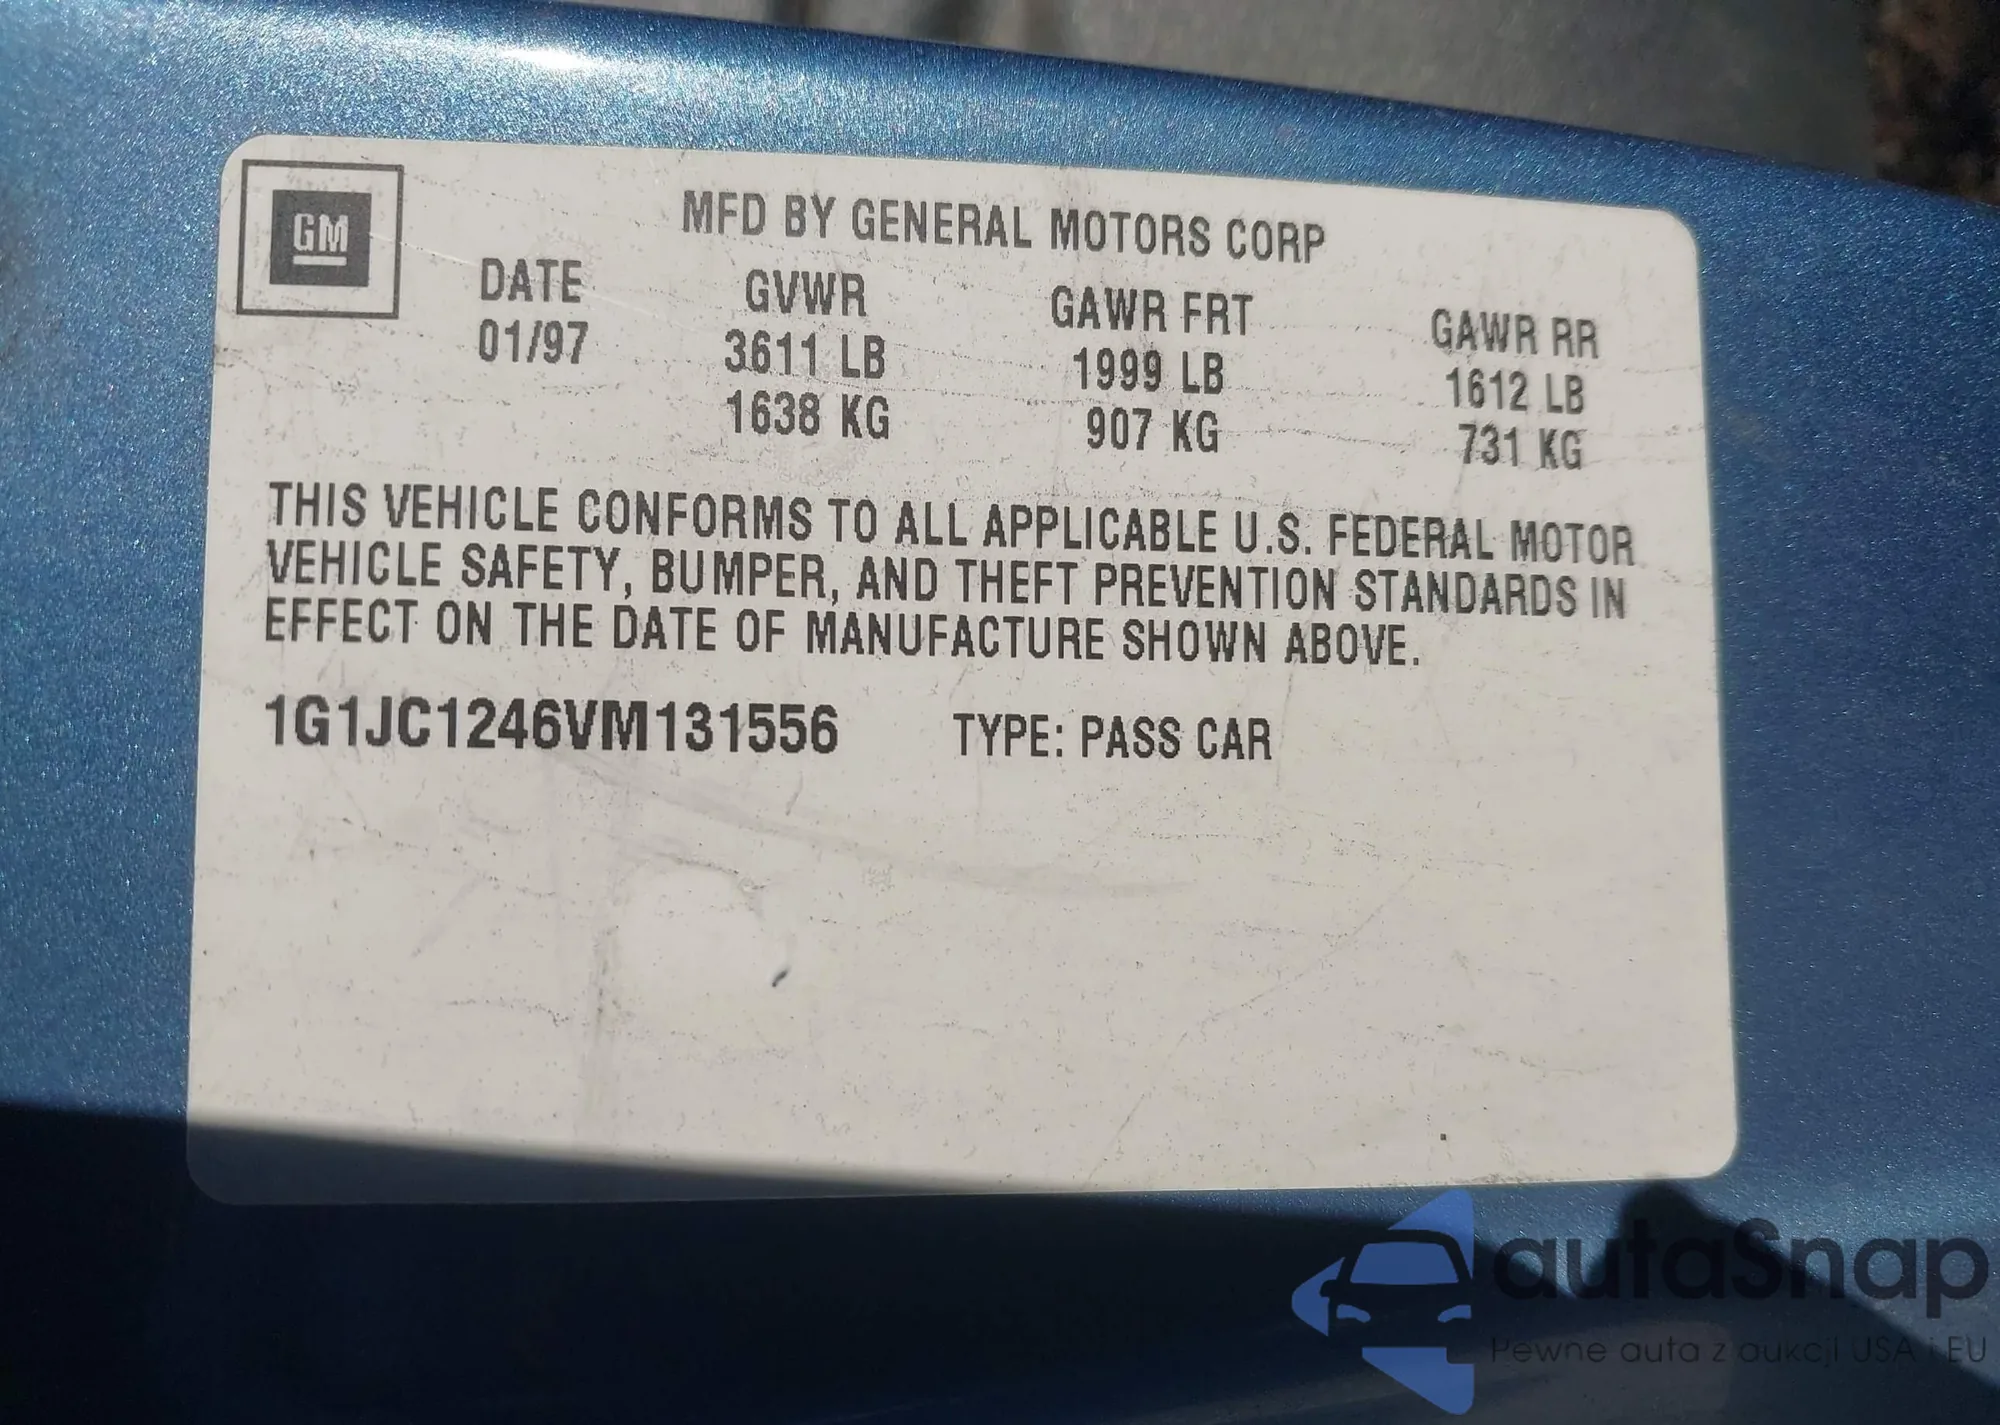 GM
MFD BY GENERAL MOTORS CORP
DATE GVWR GAWR FRT GAWR RR
01/97 3611 LB 1999 LB 1612 LB
1638 KG 907 KG 731 KG
THIS VEHICLE CONFORMS TO ALL APPLICABLE U.S. FEDERAL MOTOR
VEHICLE SAFETY, BUMPER, AND THEFT PREVENTION STANDARDS IN
EFFECT ON THE DATE OF MANUFACTURE SHOWN ABOVE.
1G1JC1246VM131556 TYPE: PASS CAR
autaSnap
Pewne auta z aukcji USA i EU